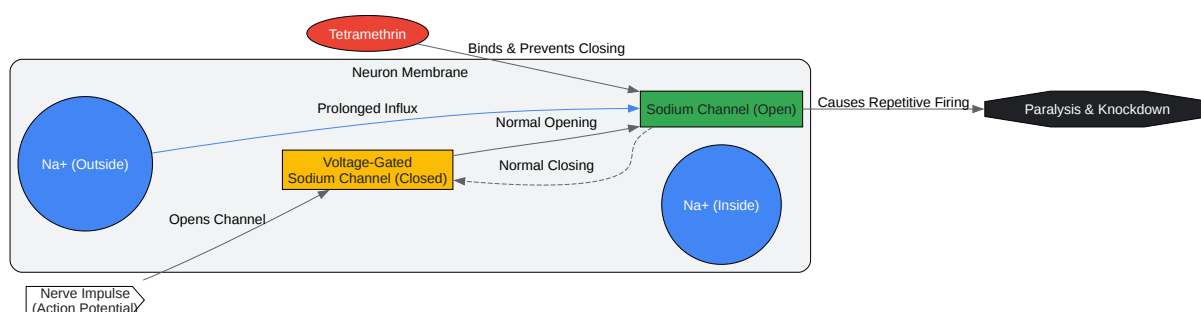 Tetramethrin
Binds & Prevents Closing
Neuron Membrane
Prolonged Influx
Sodium Channel (Open)
Causes Repetitive Firing
Paralysis & Knockdown
Normal Opening
Na+ (Outside)
Voltage-Gated
Sodium Channel (Closed)
Normal Closing
Na+ (Inside)
Opens Channel
Nerve Impulse
(Action Potential)